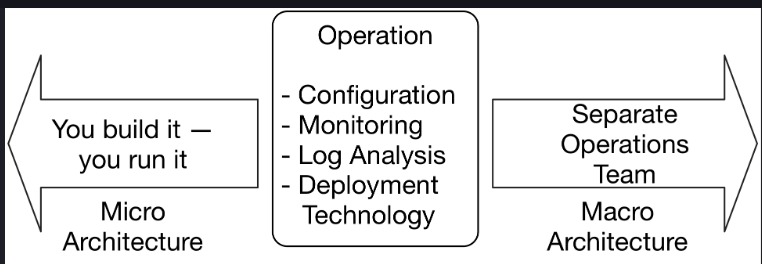 Operation
- Configuration
- Monitoring
- Log Analysis
- Deployment
Technology
You build it —
you run it
Micro
Architecture
Separate
Operations
Team
Macro
Architecture